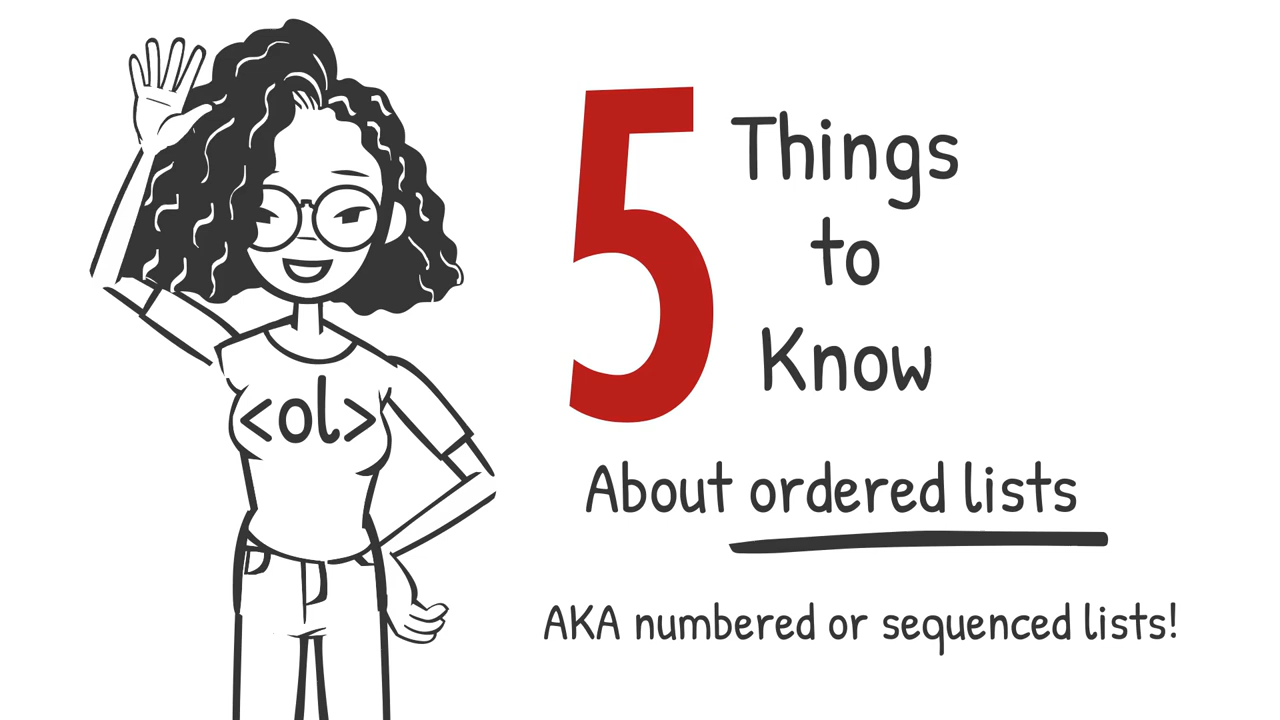 <ol>
5
Things
to
Know
About ordered lists
AKA numbered or sequenced lists!